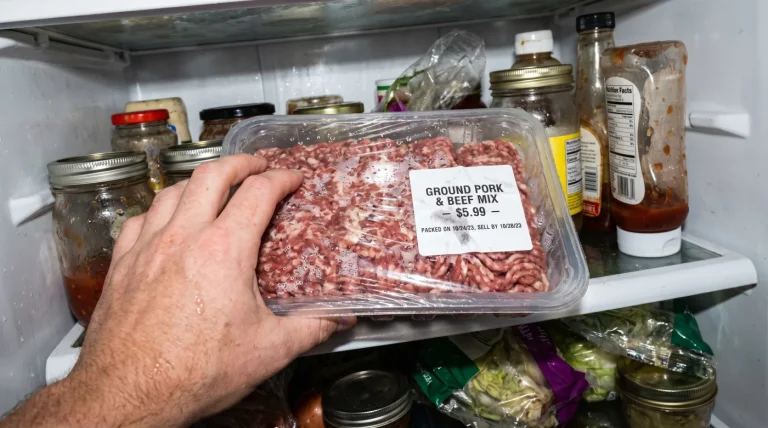 GROUND PORK
& BEEF MIX
— $5.99 —
PACKED ON 10/24/23, SELL BY 10/28/23
Nutrition Facts